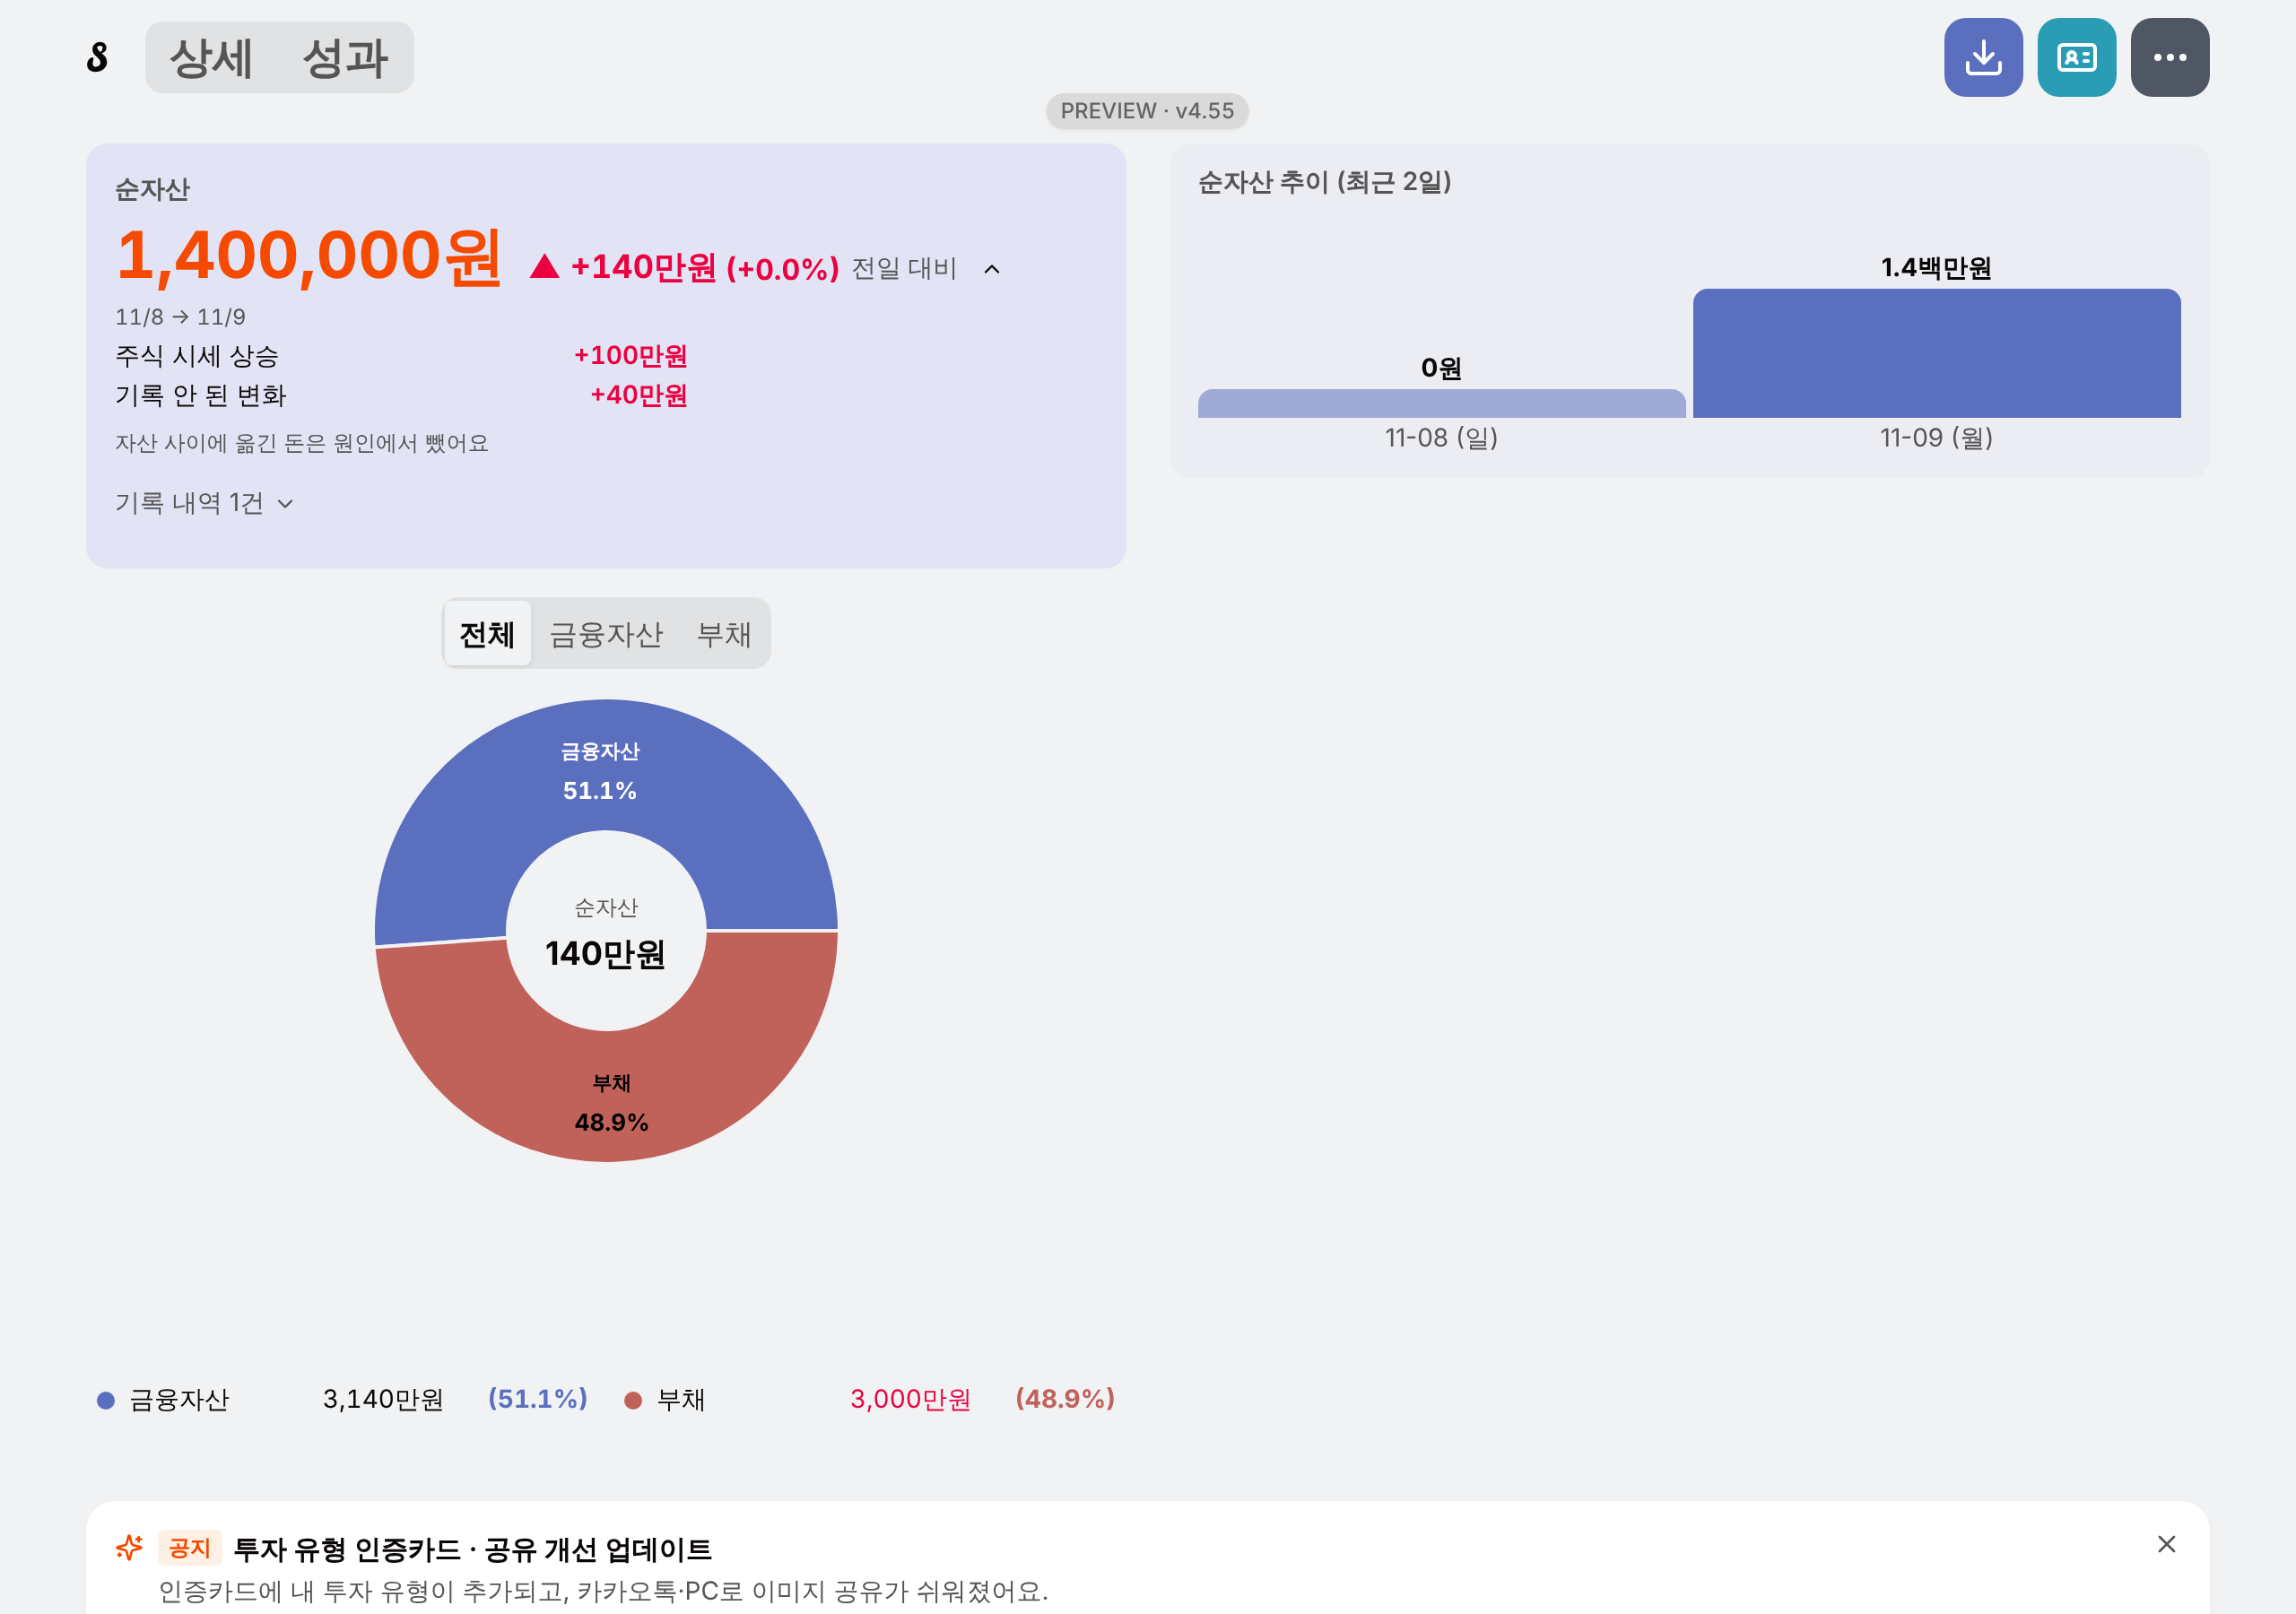 S
상세 성과
PREVIEW · v4.55
순자산
1,400,000원 ▲ +140만원 (+0.0%) 전일 대비
11/8 → 11/9
주식 시세 상승 +100만원
기록 안 된 변화 +40만원
자산 사이에 옮긴 돈은 원인에서 뺐어요
기록 내역 1건
순자산 추이 (최근 2일)
1.4백만원
0원
11-08 (일) 11-09 (월)
전체 금융자산 부채
금융자산
51.1%
순자산
140만원
부채
48.9%
금융자산 3,140만원 (51.1%) 부채 3,000만원 (48.9%)
공지 투자 유형 인증카드 · 공유 개선 업데이트
인증카드에 내 투자 유형이 추가되고, 카카오톡·PC로 이미지 공유가 쉬워졌어요.